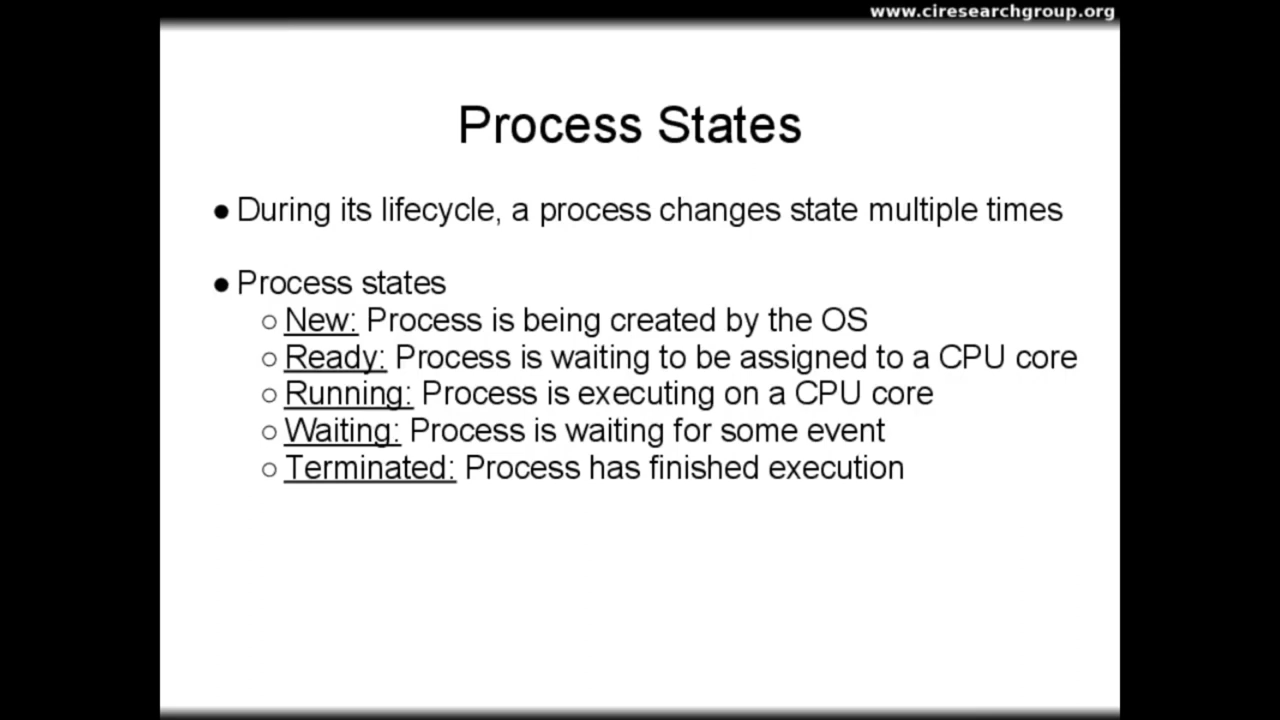 www.ciresearchgroup.org
Process States
● During its lifecycle, a process changes state multiple times
● Process states
○ New: Process is being created by the OS
○ Ready: Process is waiting to be assigned to a CPU core
○ Running: Process is executing on a CPU core
○ Waiting: Process is waiting for some event
○ Terminated: Process has finished execution